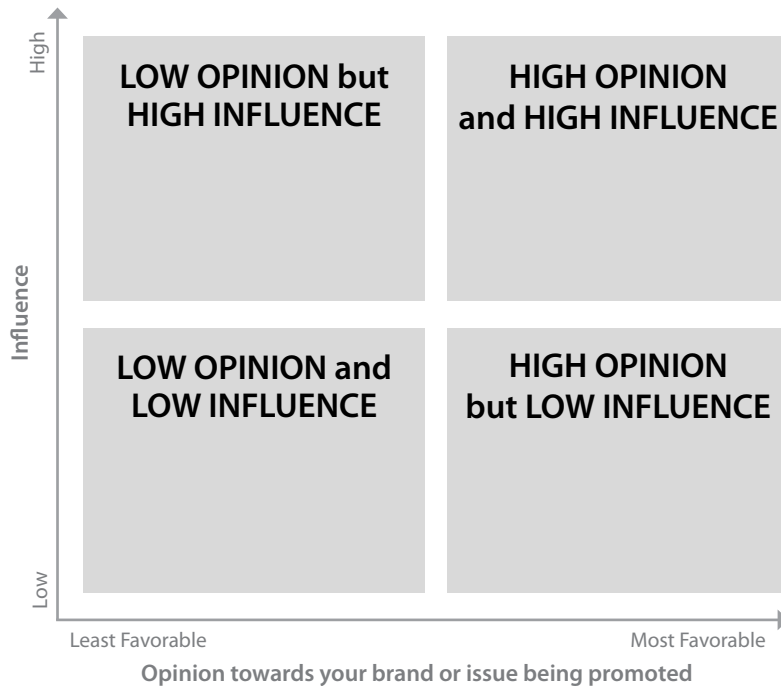 High
LOW OPINION but
HIGH INFLUENCE
HIGH OPINION
and HIGH INFLUENCE
Influence
LOW OPINION and
LOW INFLUENCE
HIGH OPINION
but LOW INFLUENCE
Low
Least Favorable
Most Favorable
Opinion towards your brand or issue being promoted